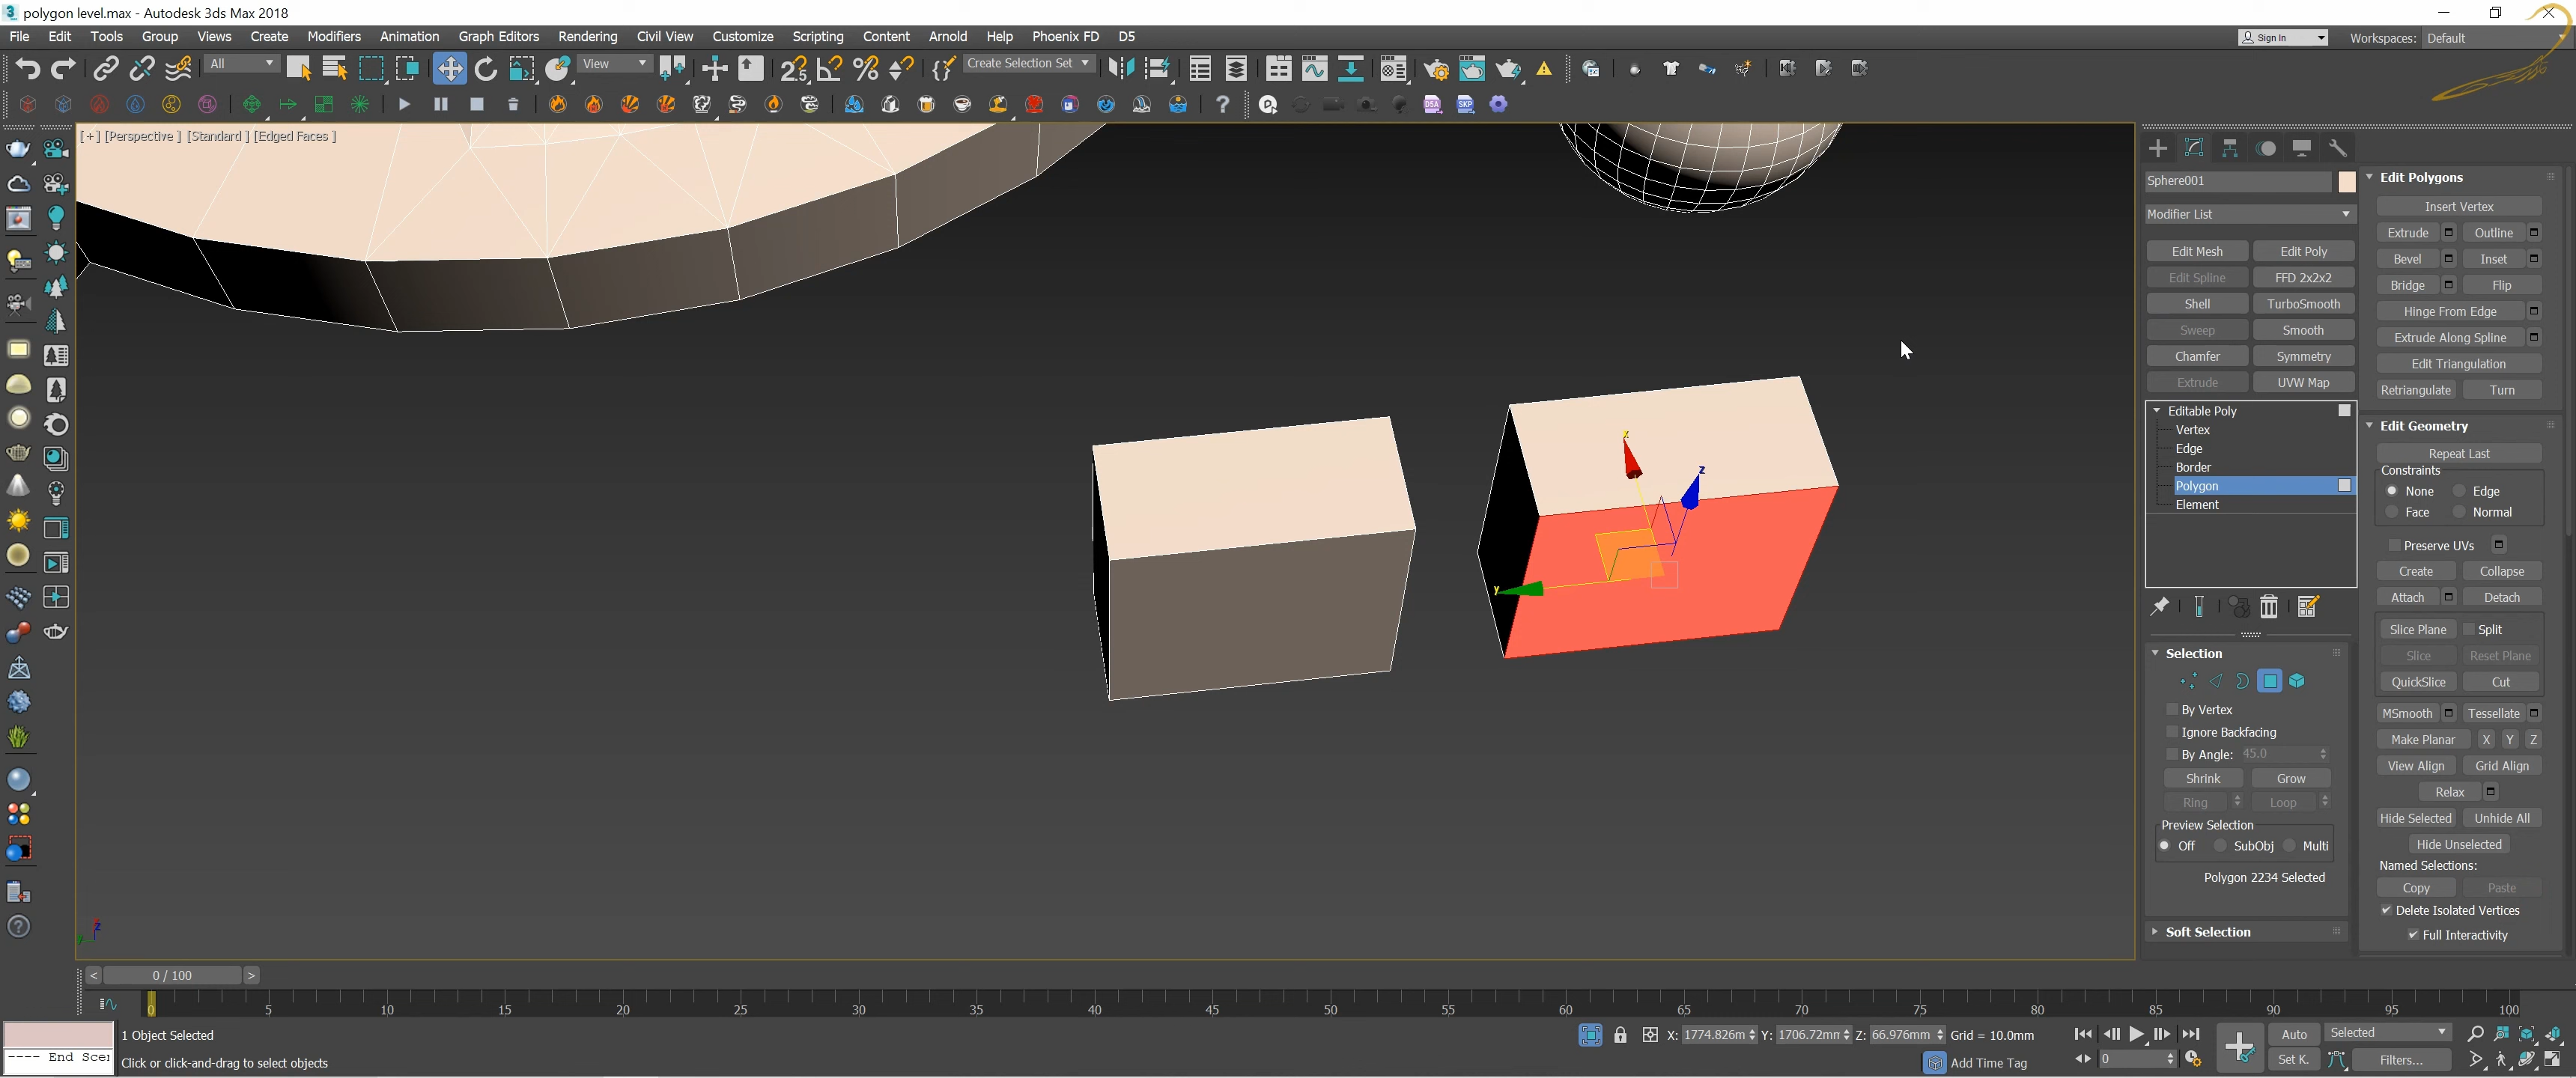 polygon level.max - Autodesk 3ds Max 2018
File Edit Tools Group Views Create Modifiers Animation Graph Editors Rendering Civil View Customize Scripting Content Arnold Help Phoenix FD D5
Sign In Workspaces: Default
All View Create Selection Set
[+] [Perspective ] [Standard ] [Edged Faces ]
Sphere001
Modifier List
Edit Mesh Edit Poly
Edit Spline FFD 2x2x2
Shell TurboSmooth
Sweep Smooth
Chamfer Symmetry
Extrude UVW Map
Editable Poly
Vertex
Edge
Border
Polygon
Element
Selection
By Vertex
Ignore Backfacing
By Angle: 45.0
Shrink Grow
Ring Loop
Preview Selection
Off SubObj Multi
Polygon 2234 Selected
Soft Selection
Edit Polygons
Insert Vertex
Extrude Outline
Bevel Inset
Bridge Flip
Hinge From Edge
Extrude Along Spline
Edit Triangulation
Retriangulate Turn
Edit Geometry
Repeat Last
Constraints
None Edge
Face Normal
Preserve UVs
Create Collapse
Attach Detach
Slice Plane Split
Slice Reset Plane
QuickSlice Cut
MSmooth Tessellate
Make Planar X Y Z
View Align Grid Align
Relax
Hide Selected Unhide All
Hide Unselected
Named Selections:
Copy Paste
Delete Isolated Vertices
Full Interactivity
x
z
y
z
< 0 / 100 >
0 5 10 15 20 25 30 35 40 45 50 55 60 65 70 75 80 85 90 95 100
1 Object Selected
---- End Scer
Click or click-and-drag to select objects
X: 1774.826m Y: 1706.72mm Z: 66.976mm Grid = 10.0mm
Add Time Tag
0
Auto Selected
Set K. Filters...